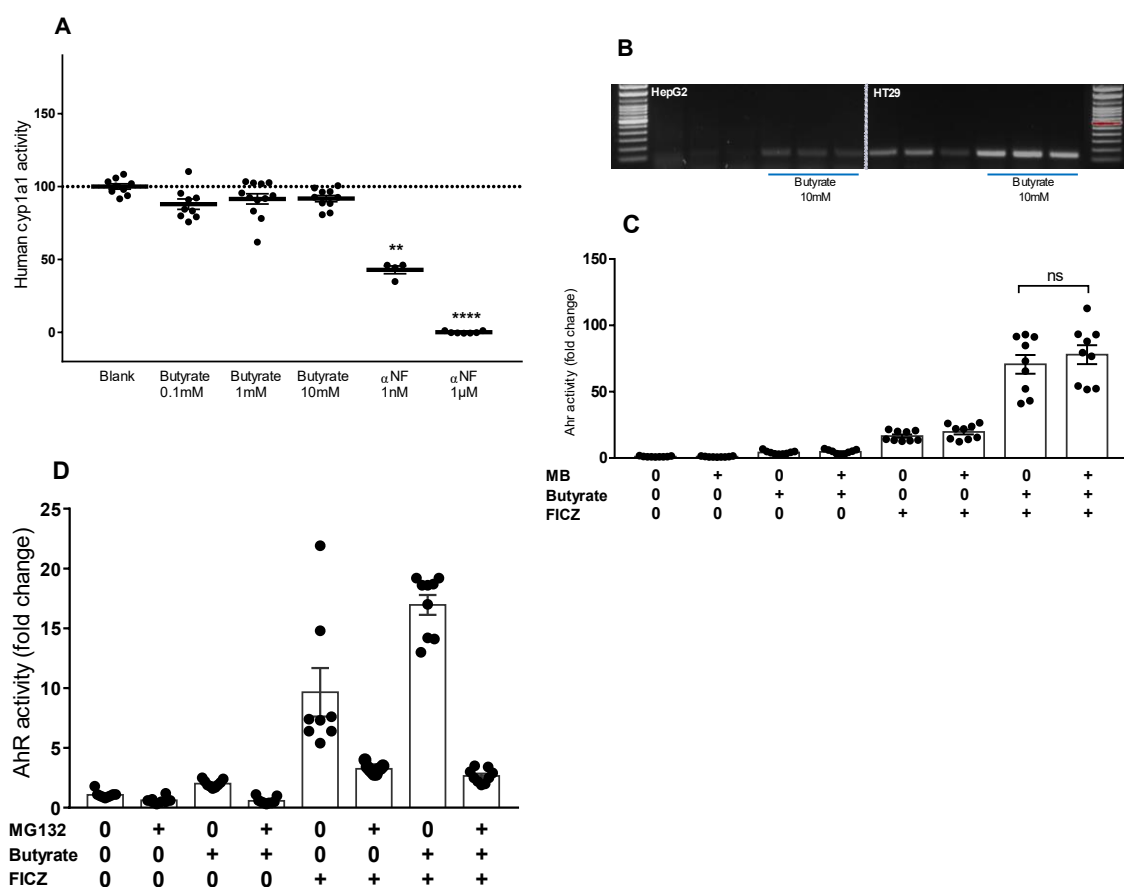 A
Human cyp1a1 activity
150
100
50
0
**
****
Blank
Butyrate
0.1mM
Butyrate
1mM
Butyrate
10mM
αNF
1nM
αNF
1µM
B
HepG2
HT29
Butyrate
10mM
Butyrate
10mM
C
Ahr activity (fold change)
150
100
50
0
ns
MB 0 + 0 + 0 + 0 +
Butyrate 0 0 + + 0 0 + +
FICZ 0 0 0 0 + + + +
D
AhR activity (fold change)
25
20
15
10
5
0
MG132 0 + 0 + 0 + 0 +
Butyrate 0 0 + + 0 0 + +
FICZ 0 0 0 0 + + + +